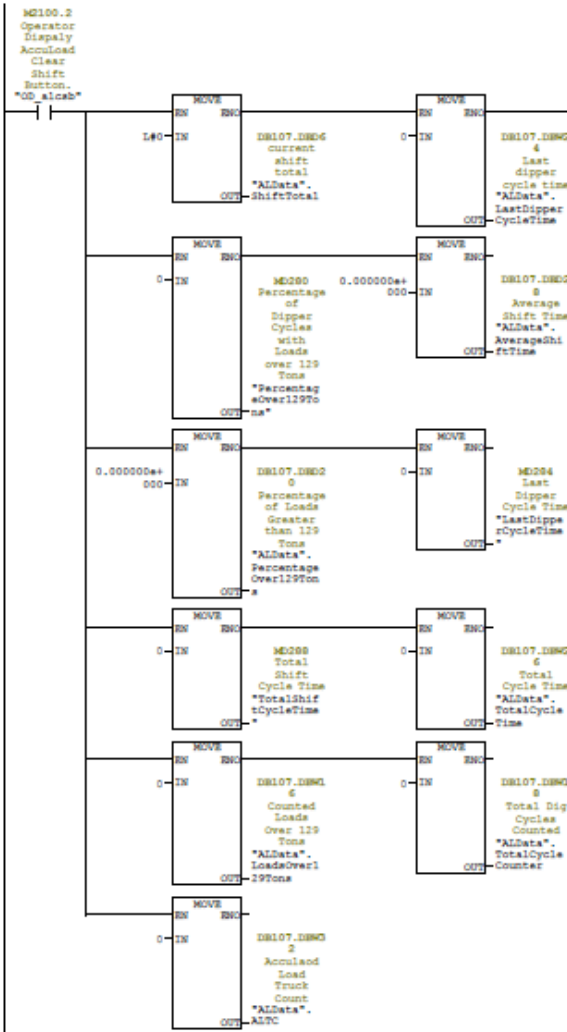 M2100.2
Operator
Dispaly
AccuLoad
Clear
Shift
Button.
"OD_alcsb"
MOVE
EN ENO
L#0 IN
OUT
DB107.DBD6
current
shift
total
"ALData".
ShiftTotal
MOVE
EN ENO
0 IN
OUT
4
Last
dipper
cycle time
"ALData".
LastDipper
CycleTime
MOVE
EN ENO
0 IN
OUT
MD280
Percentage
of
Dipper
Cycles
with
Loads
over 129
Tons
"Percentag
eOver129To
ns"
MOVE
EN ENO
0.000000e+
000 IN
OUT
DB107.DBD2
8
Average
Shift Time
"ALData".
AverageShi
ftTime
MOVE
EN ENO
0.000000e+
000 IN
OUT
DB107.DBD2
0
Percentage
of Loads
Greater
than 129
Tons
"ALData".
Percentage
Over129Ton
s
MOVE
EN ENO
0 IN
OUT
MD284
Last
Dipper
Cycle Time
"LastDippe
rCycleTime
"
MOVE
EN ENO
0 IN
OUT
MD288
Total
Shift
Cycle Time
"TotalShif
tCycleTime
"
MOVE
EN ENO
0 IN
OUT
6
Total
Cycle Time
"ALData".
TotalCycle
Time
MOVE
EN ENO
0 IN
OUT
DB107.DBW1
6
Counted
Loads
Over 129
Tons
"ALData".
LoadsOver1
29Tons
MOVE
EN ENO
0 IN
OUT
8
Total Dig
Cycles
Counted
"ALData".
TotalCycle
Counter
MOVE
EN ENO
0 IN
OUT
DB107.DBW3
2
Acculaod
Load
Truck
Count
"ALData".
ALTC